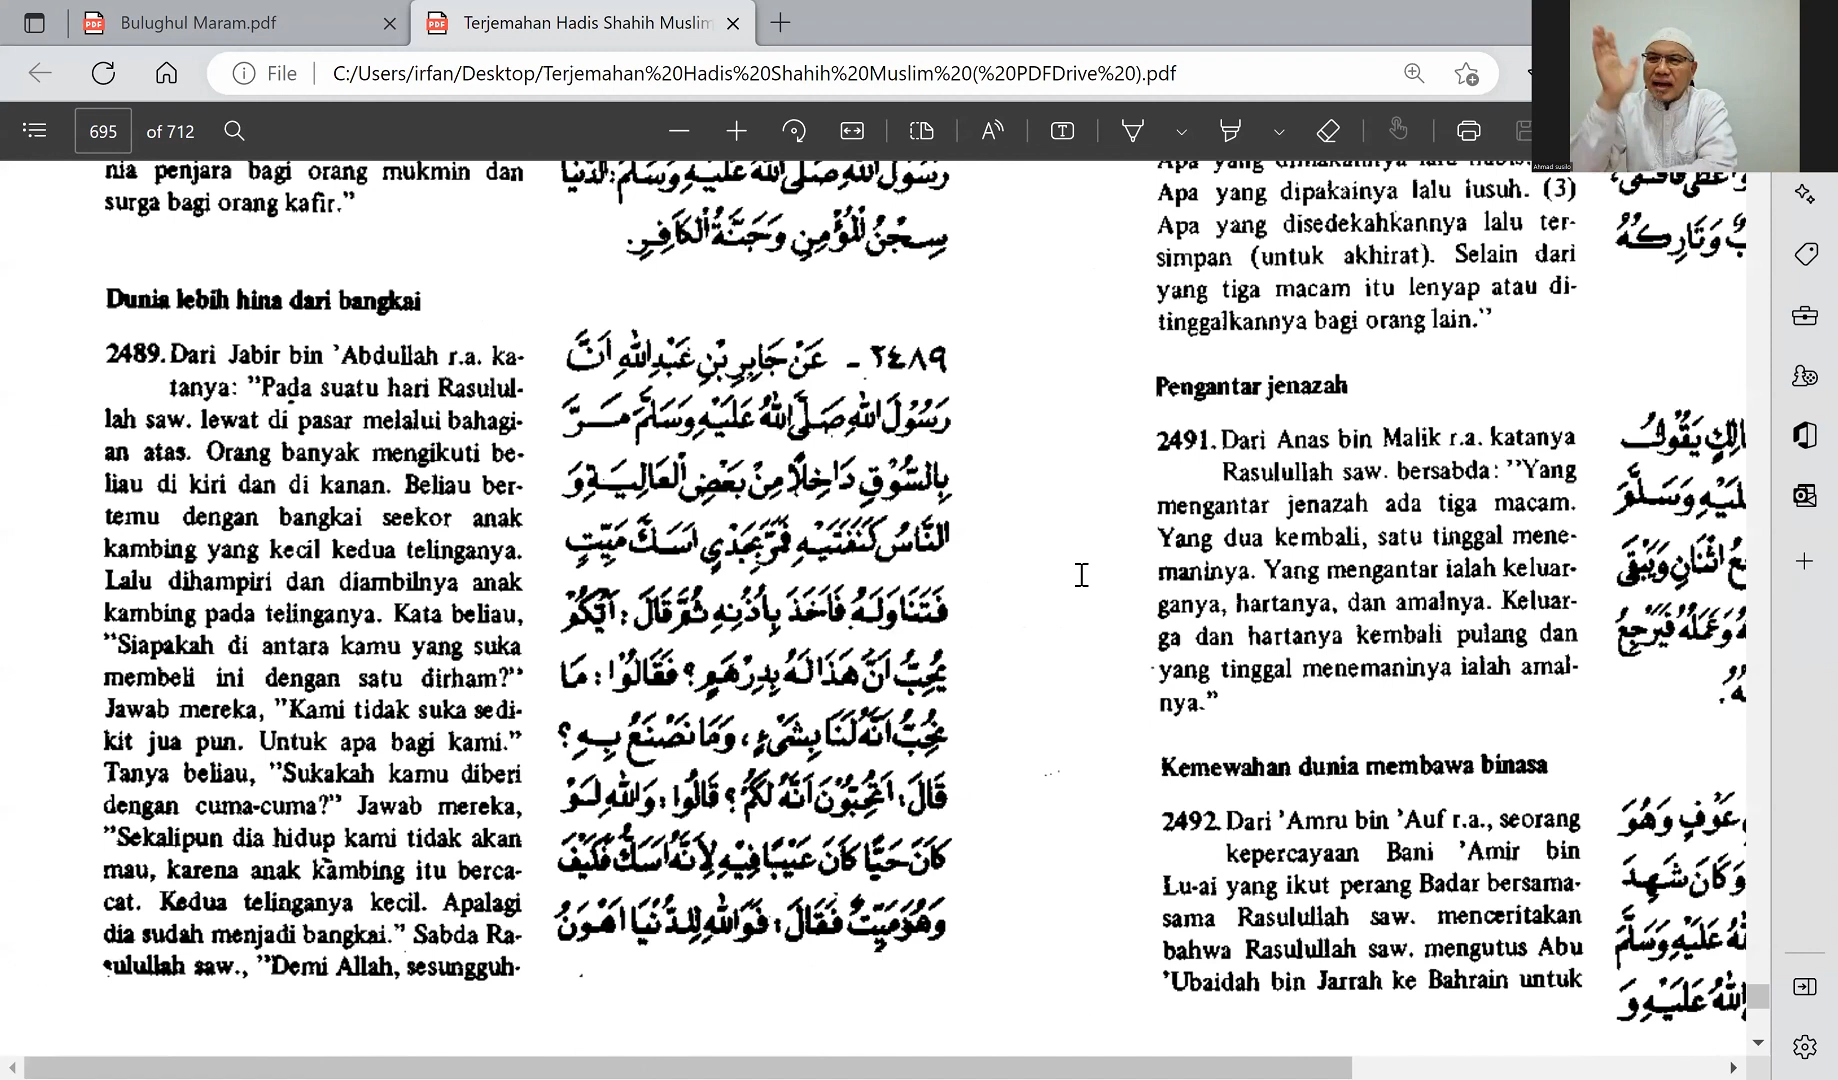 Bulughul Maram.pdf
Terjemahan Hadis Shahih Muslim
File
C:/Users/irfan/Desktop/Terjemahan%20Hadis%20Shahih%20Muslim%20(%20PDFDrive%20).pdf
695 of 712
Ahmad susilo
nia penjara bagi orang mukmin dan
surga bagi orang kafir."
رَسُوْلُ اللهِ صَلَّى اللهُ عَلَيْهِ وَسَلَّمَ: اَلدُّنْيَا
سِجْنُ الْمُؤْمِنِ وَجَنَّةُ الْكَافِرِ.
Dunia lebih hina dari bangkai
2489. Dari Jabir bin 'Abdullah r.a. ka-
tanya: "Pada suatu hari Rasulul-
lah saw. lewat di pasar melalui bahagi-
an atas. Orang banyak mengikuti be-
liau di kiri dan di kanan. Beliau ber-
temu dengan bangkai seekor anak
kambing yang kecil kedua telinganya.
Lalu dihampiri dan diambilnya anak
kambing pada telinganya. Kata beliau,
"Siapakah di antara kamu yang suka
membeli ini dengan satu dirham?"
Jawab mereka, "Kami tidak suka sedi-
kit jua pun. Untuk apa bagi kami."
Tanya beliau, "Sukakah kamu diberi
dengan cuma-cuma?" Jawab mereka,
"Sekalipun dia hidup kami tidak akan
mau, karena anak kambing itu berca-
cat. Kedua telinganya kecil. Apalagi
dia sudah menjadi bangkai." Sabda Ra-
sulullah saw., "Demi Allah, sesungguh-
٢٤٨٩ - عَنْ جَابِرِ بْنِ عَبْدِ اللهِ اَنَّ
رَسُوْلَ اللهِ صَلَّى اللهُ عَلَيْهِ وَسَلَّمَ مَرَّ
بِالسُّوْقِ دَاخِلًا مِنْ بَعْضِ الْعَالِيَةِ وَ
النَّاسُ كَنَفَتَيْهِ فَمَرَّ بِجَدْيٍ اَسَكَّ مَيِّتٍ
فَتَنَاوَلَهُ فَاَخَذَ بِاُذُنِهِ ثُمَّ قَالَ: اَيُّكُمْ
يُحِبُّ اَنَّ هَذَا لَهُ بِدِرْهَمٍ؟ فَقَالُوْا: مَا
نُحِبُّ اَنَّهُ لَنَا بِشَىْءٍ، وَمَا نَصْنَعُ بِهِ؟
قَالَ: اَتُحِبُّوْنَ اَنَّهُ لَكُمْ؟ قَالُوا: وَاللهِ لَوْ
كَانَ حَيًّا كَانَ عَيْبًا فِيْهِ لِاَنَّهُ اَسَكُّ فَكَيْفَ
وَهُوَ مَيِّتٌ فَقَالَ: فَوَاللهِ لَلدُّنْيَا اَهْوَنُ
Apa yang dipakainya lalu lusuh. (3)
Apa yang disedekahkannya lalu ter-
simpan (untuk akhirat). Selain dari
yang tiga macam itu lenyap atau di-
tinggalkannya bagi orang lain."
Pengantar jenazah
2491. Dari Anas bin Malik r.a. katanya
Rasulullah saw. bersabda: "Yang
mengantar jenazah ada tiga macam.
Yang dua kembali, satu tinggal mene-
maninya. Yang mengantar ialah keluar-
ganya, hartanya, dan amalnya. Keluar-
ga dan hartanya kembali pulang dan
yang tinggal menemaninya ialah amal-
nya."
Kemewahan dunia membawa binasa
2492. Dari 'Amru bin 'Auf r.a., seorang
kepercayaan Bani 'Amir bin
Lu-ai yang ikut perang Badar bersama-
sama Rasulullah saw. menceritakan
bahwa Rasulullah saw. mengutus Abu
'Ubaidah bin Jarrah ke Bahrain untuk
وَتَارِكُهُ
يَقُوْلُ
عَلَيْهِ وَسَلَّمَ
اثْنَانِ وَيَبْقَى
وَعَمَلُهُ فَيَرْجِعُ
عَوْفٍ وَهُوَ
وَكَانَ شَهِدَ
عَلَيْهِ وَسَلَّمَ
اللهُ عَلَيْهِ وَ